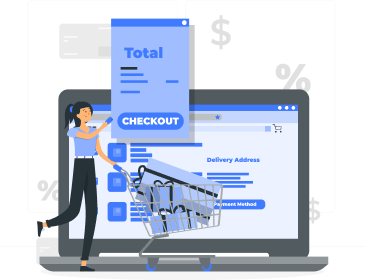 $
Total
%
CHECKOUT
Delivery Address
%
Payment Method
$